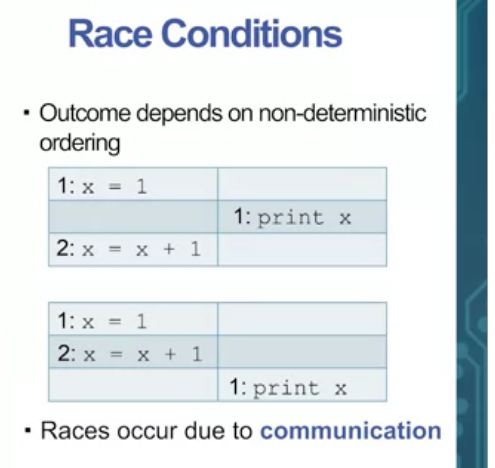 Race Conditions
▪ Outcome depends on non-deterministic
ordering
1: x = 1
1: print x
2: x = x + 1
1: x = 1
2: x = x + 1
1: print x
▪ Races occur due to communication